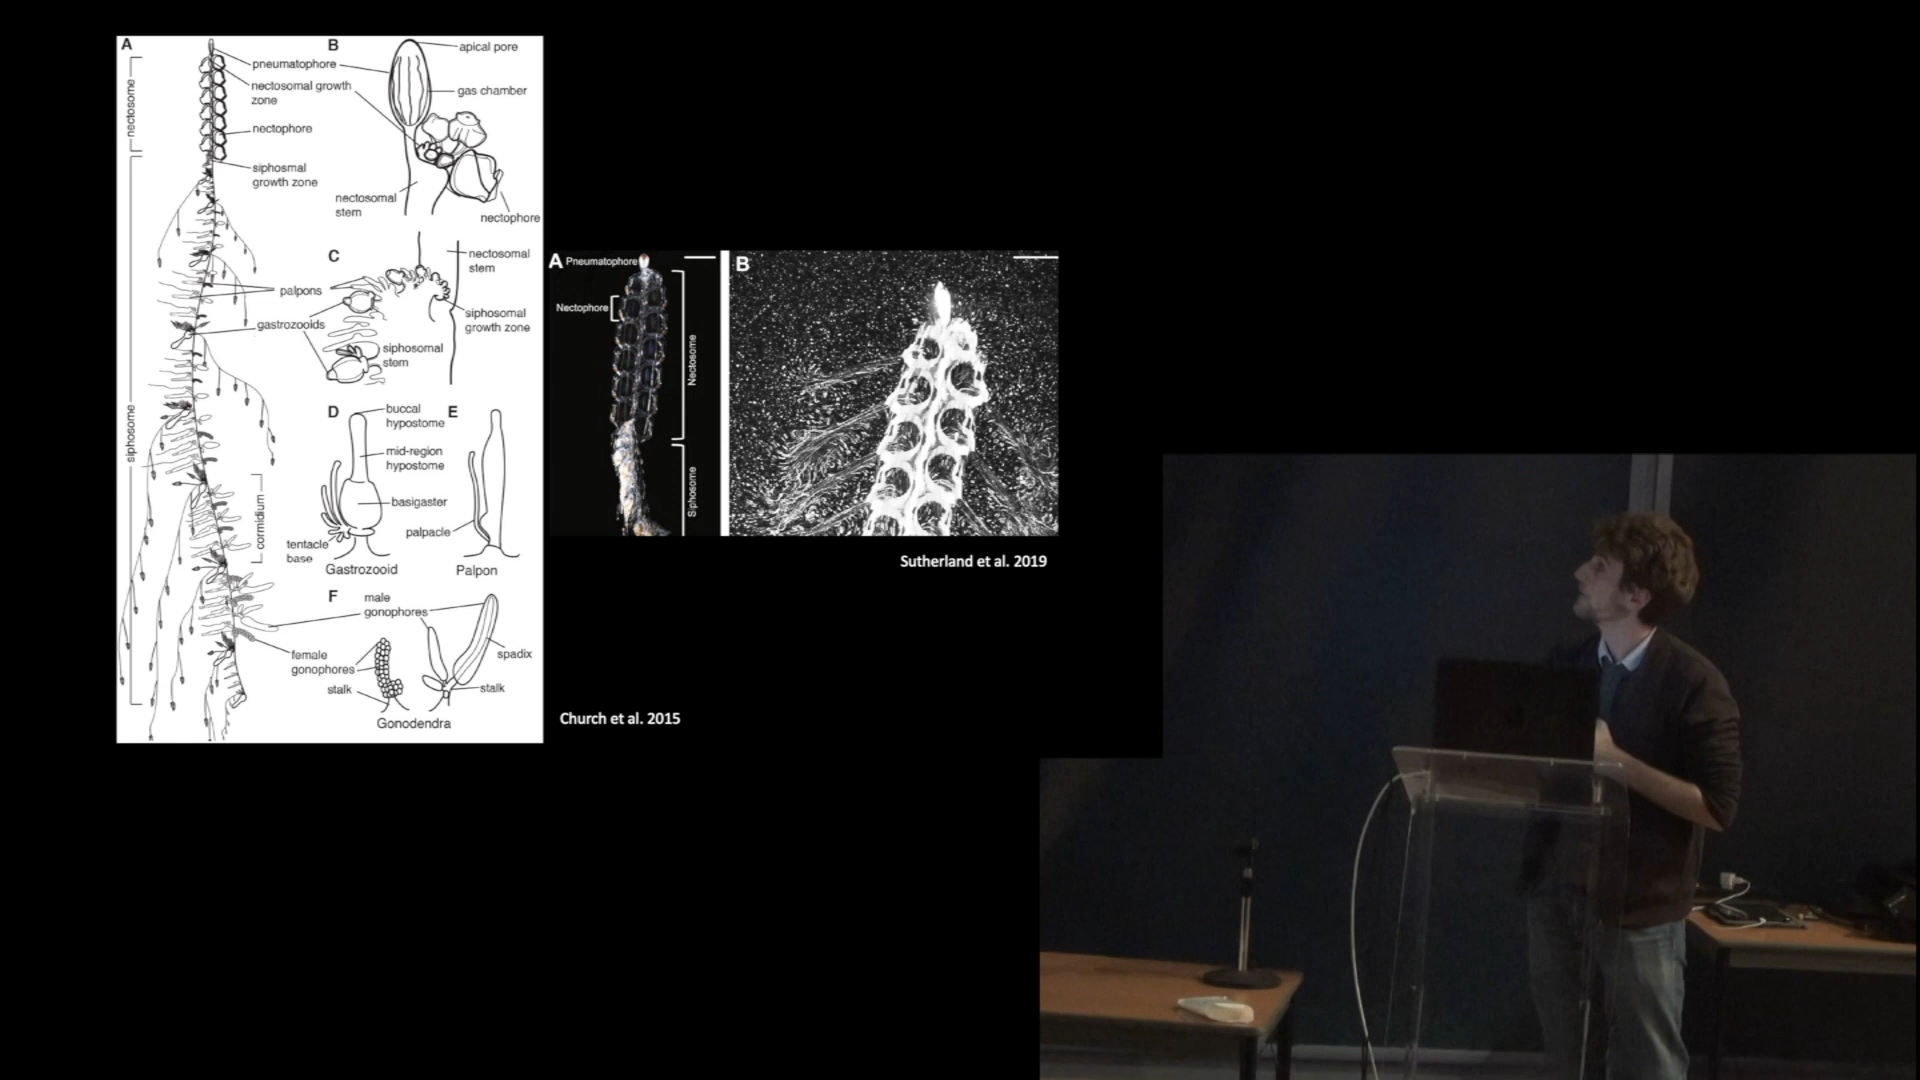 A
B
apical pore
pneumatophore
nectosomal growth
zone
gas chamber
nectosome
nectophore
siphosmal
growth zone
nectosomal
stem
nectophore
C
nectosomal
stem
palpons
gastrozooids
siphosomal
growth zone
siphosomal
stem
siphosome
D
buccal
hypostome
E
mid-region
hypostome
basigaster
cormidium
palpacle
tentacle
base
Gastrozooid
Palpon
F
male
gonophores
female
gonophores
spadix
stalk
stalk
Gonodendra
A
Pneumatophore
Nectophore
Nectosome
Siphosome
B
Sutherland et al. 2019
Church et al. 2015